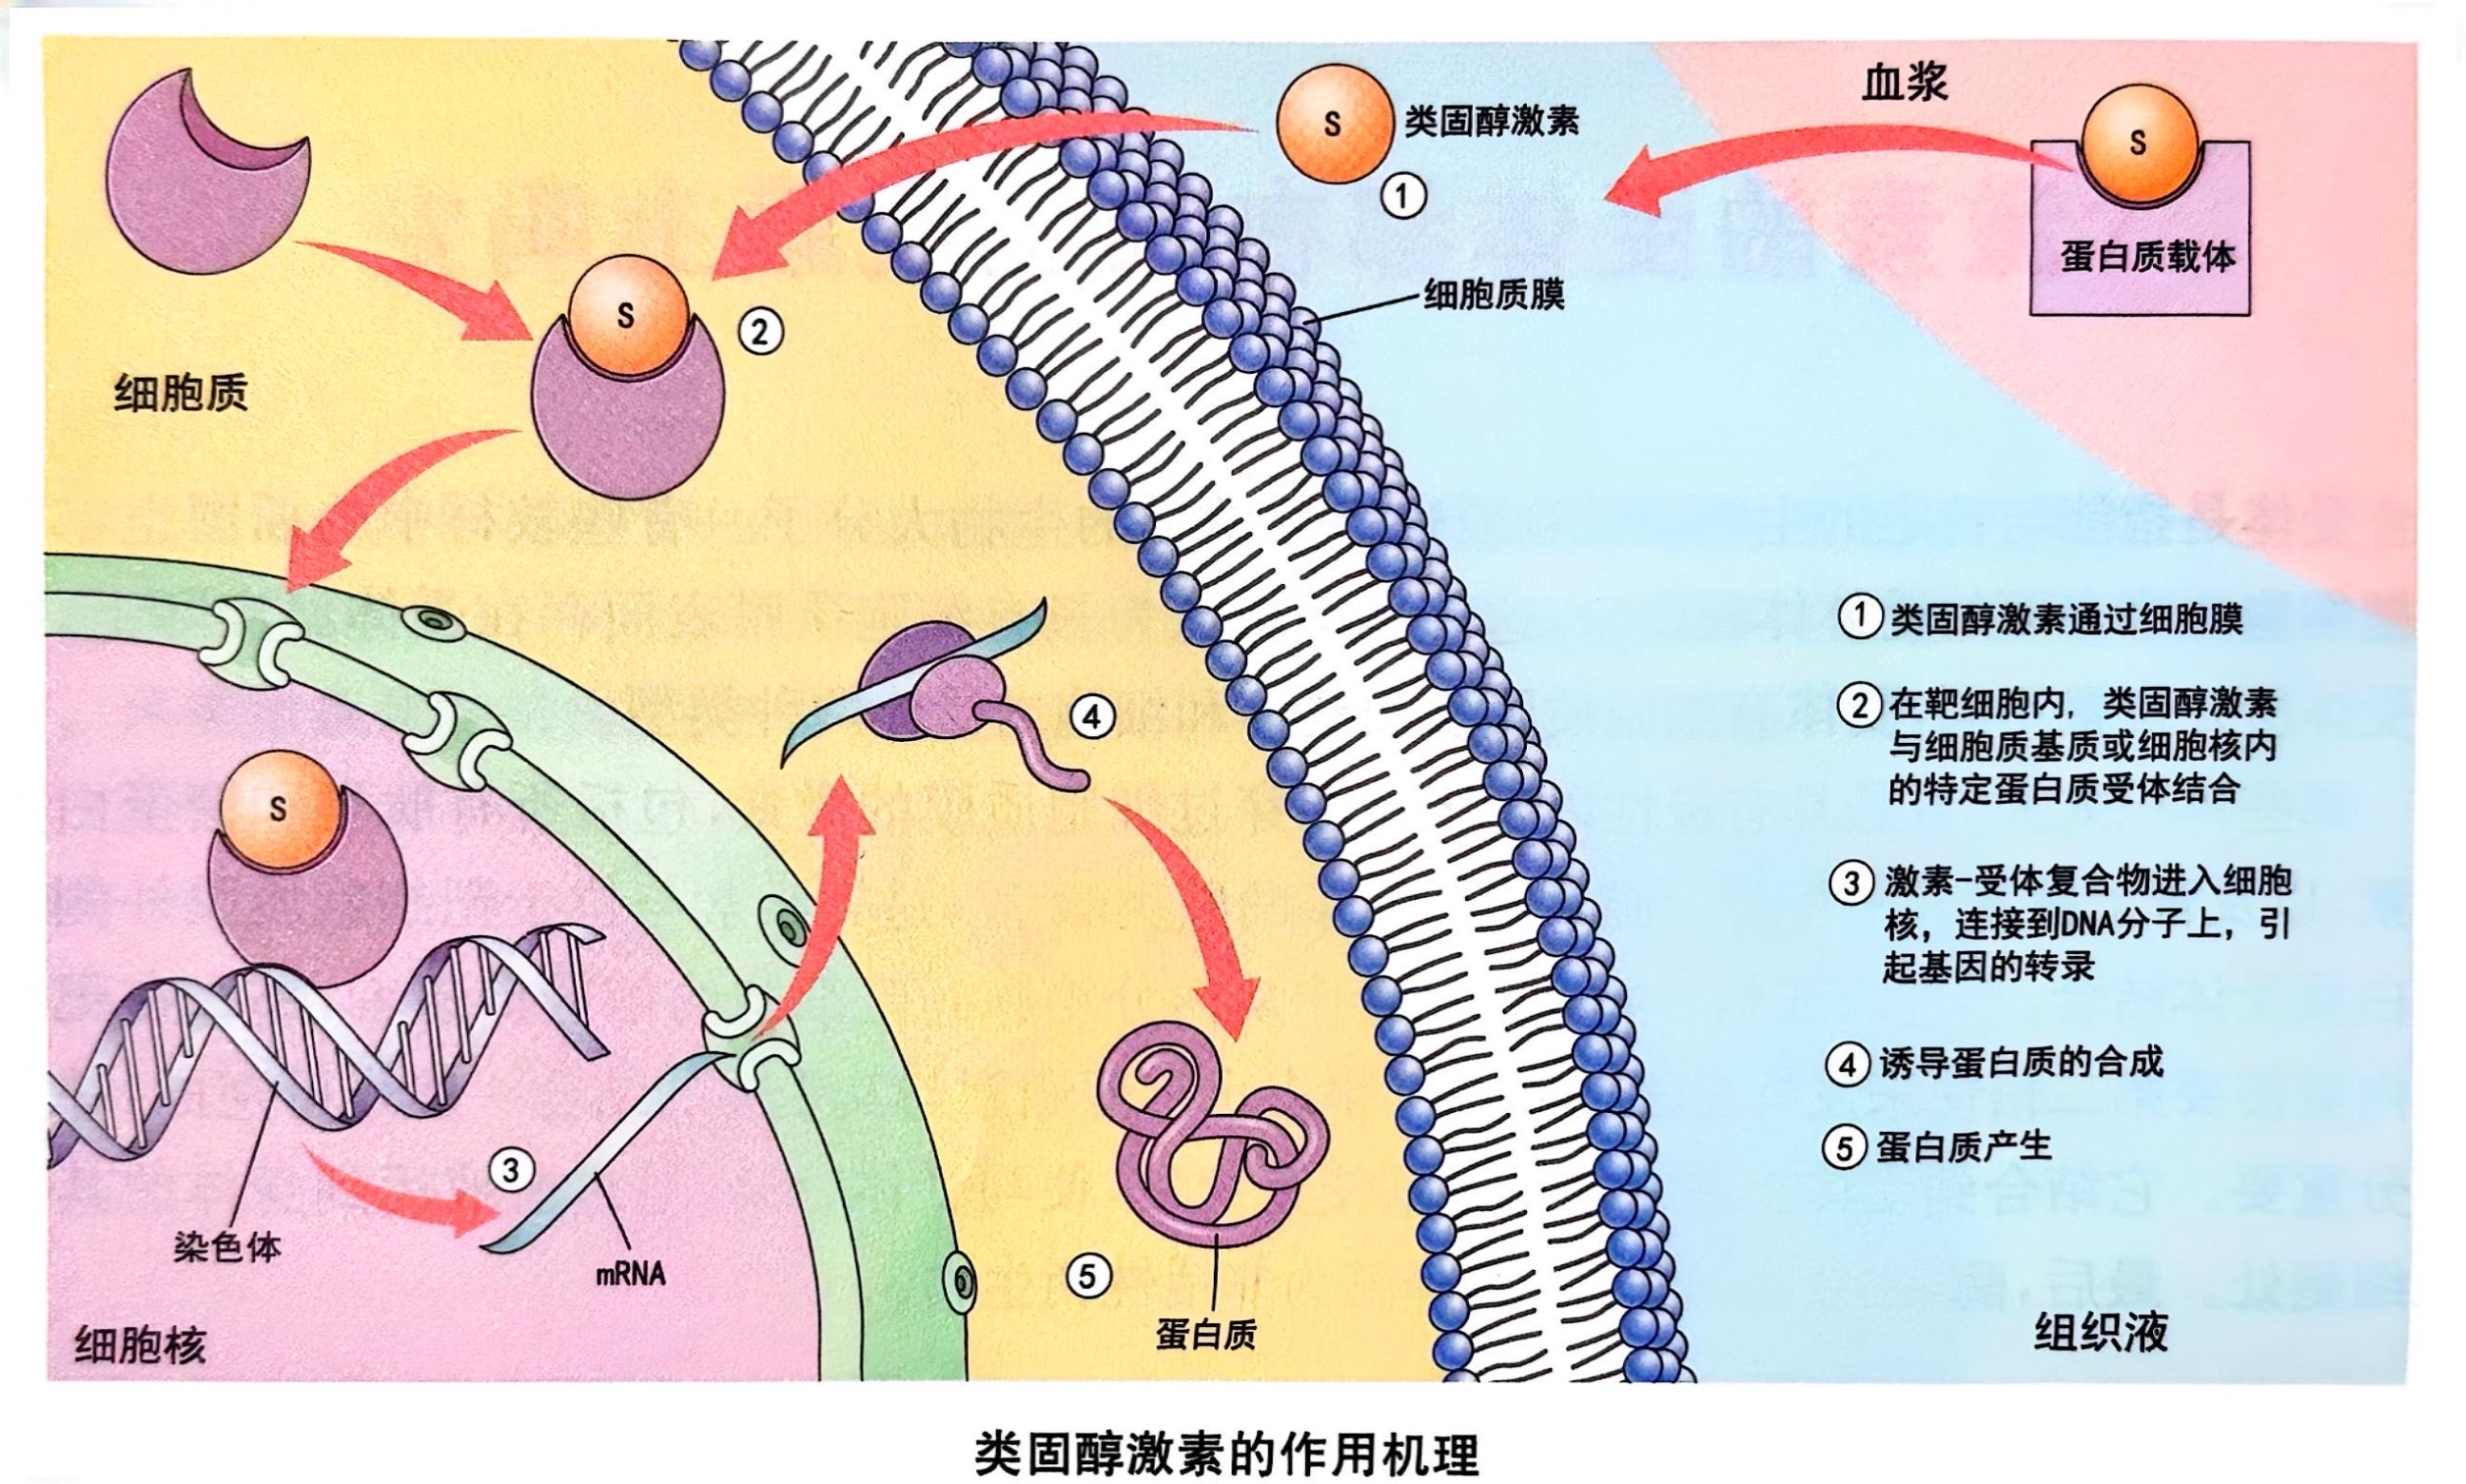 血浆
S
类固醇激素
S
①
蛋白质载体
细胞质膜
S
②
细胞质
①类固醇激素通过细胞膜
②在靶细胞内，类固醇激素
与细胞质基质或细胞核内
的特定蛋白质受体结合
④
S
③激素-受体复合物进入细胞
核，连接到DNA分子上，引
起基因的转录
④诱导蛋白质的合成
⑤蛋白质产生
③
染色体
mRNA
⑤
蛋白质
细胞核
组织液
类固醇激素的作用机理